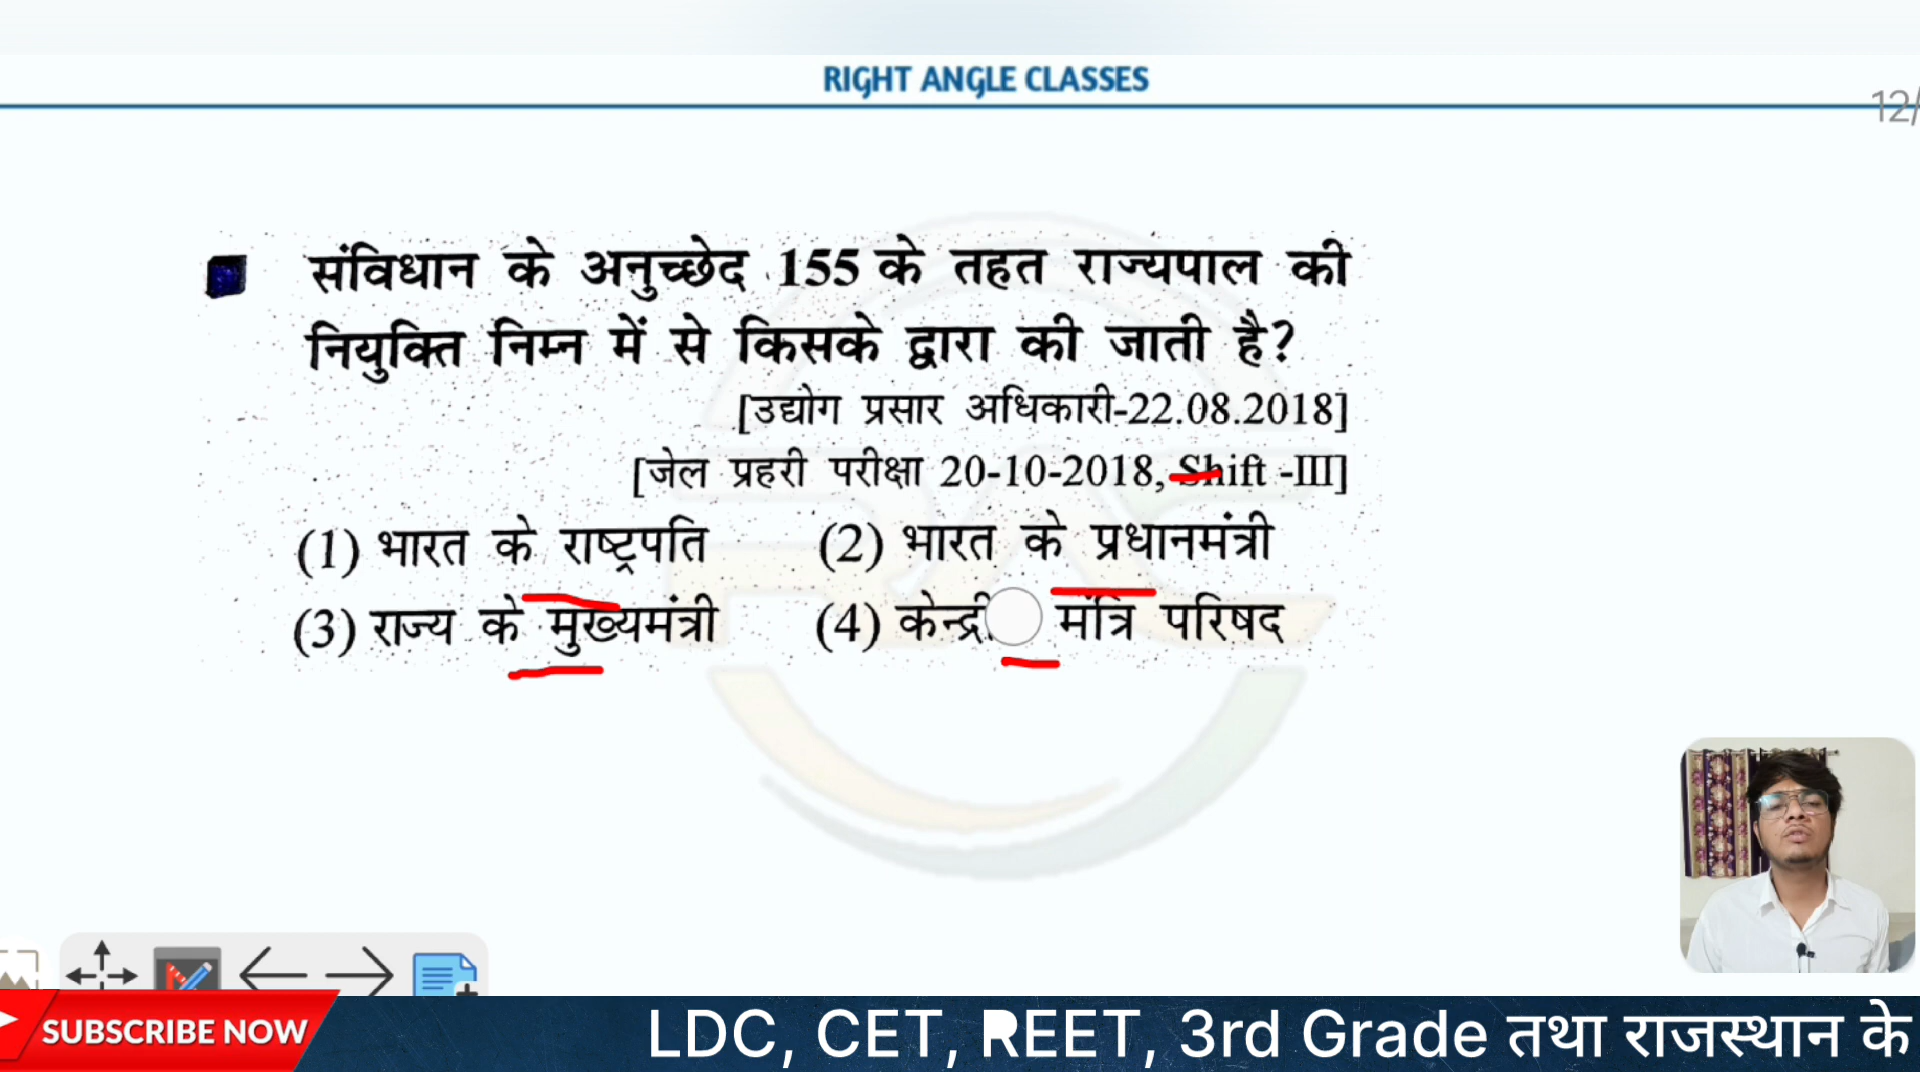 RIGHT ANGLE CLASSES
12/
संविधान के अनुच्छेद 155 के तहत राज्यपाल की
नियुक्ति निम्न में से किसके द्वारा की जाती है?
[उद्योग प्रसार अधिकारी-22.08.2018]
[जेल प्रहरी परीक्षा 20-10-2018, Shift -III]
(1) भारत के राष्ट्रपति (2) भारत के प्रधानमंत्री
(3) राज्य के मुख्यमंत्री (4) मंत्रि परिषद
SUBSCRIBE NOW
LDC, CET, REET, 3rd Grade तथा राजस्थान के